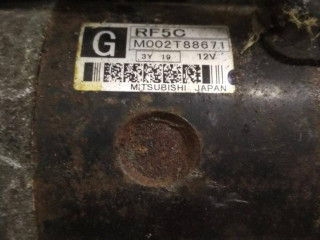 G RF5C
M002T88671
3Y 19 12V
MITSUBISHI JAPAN